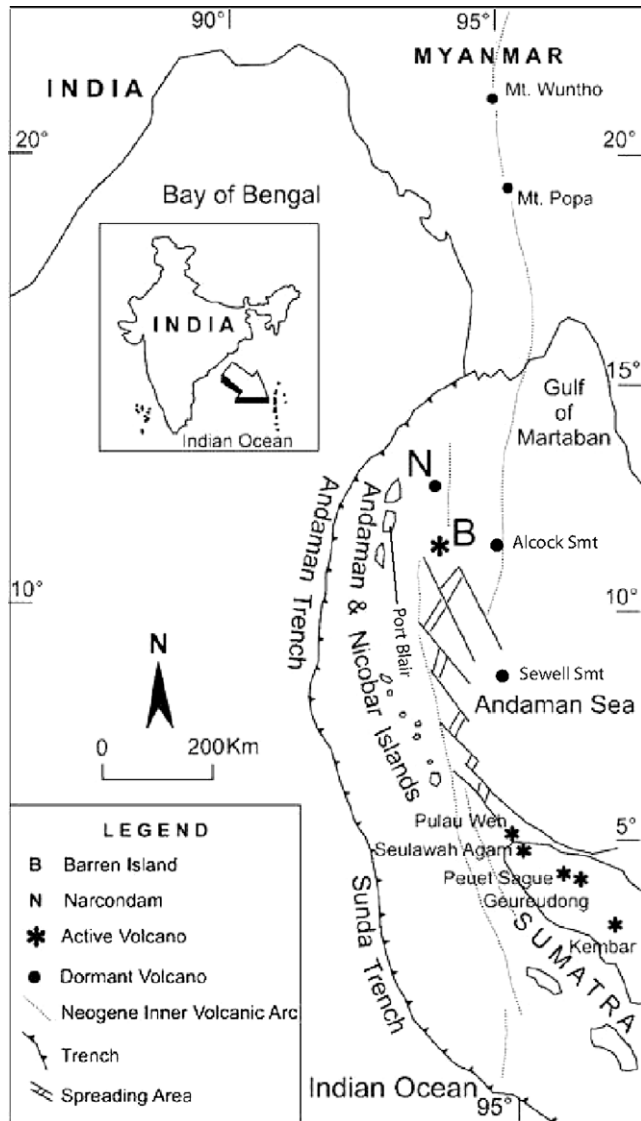 90°
95°
MYANMAR
INDIA
Mt. Wuntho
20°
20°
Bay of Bengal
Mt. Popa
INDIA
Indian Ocean
15°
Gulf
of
Martaban
N
B
Alcock Smt
Andaman Trench
Andaman & Nicobar Islands
Port Blair
10°
10°
N
Sewell Smt
Andaman Sea
0 200Km
LEGEND
B Barren Island
N Narcondam
Active Volcano
Dormant Volcano
Neogene Inner Volcanic Arc
Trench
Spreading Area
5°
Pulau Weh
Seulawah Agam
Peuet Sague
Geureudong
Kembar
SUMATRA
Sunda Trench
Indian Ocean
95°